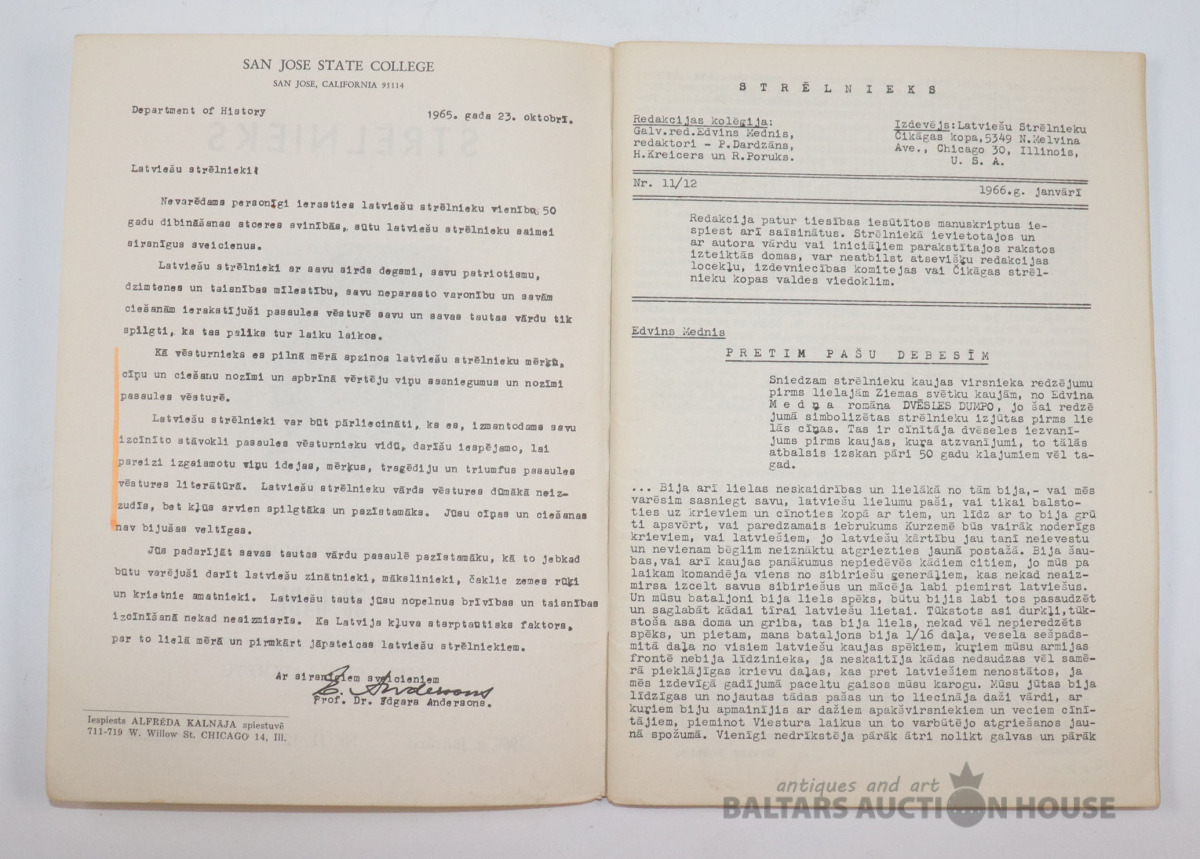 SAN JOSE STATE COLLEGE
SAN JOSE, CALIFORNIA 95114
Department of History
1965. gada 23. oktobrī.
Latviešu strēlnieki!
Nevarēdams personīgi ierasties latviešu strēlnieku vienību 50
gadu dibināšanas atceres svinībās, sūtu latviešu strēlnieku saimei
sirsnīgus sveicienus.
Latviešu strēlnieki ar savu sirds degsmi, savu patriotismu,
dzimtenes un taisnības mīlestību, savu neparasto varonību un savām
ciešanām ierakstījuši pasaules vēsturē savu un savas tautas vārdu tik
spilgti, ka tas paliks tur laiku laikos.
Kā vēsturnieks es pilnā mērā apzinos latviešu strēlnieku mērķu,
cīņu un ciešanu nozīmi un apbrīnā vērtēju viņu sasniegumus un nozīmi
pasaules vēsturē.
Latviešu strēlnieki var būt pārliecināti, ka es, izmantodams savu
izcīnīto stāvokli pasaules vēsturnieku vidū, darīšu iespējamo, lai
pareizi izgaismotu viņu idejas, mērķus, tragēdiju un triumfus pasaules
vēstures literātūrā. Latviešu strēlnieku vārds vēstures dūmakā neiz-
zudīs, bet kļūs arvien spilgtāks un pazīstamāks. Jūsu cīņas un ciešanas
nav bijušas veltīgas.
Jūs padarījāt savas tautas vārdu pasaulē pazīstamāku, kā to jebkad
būtu varējuši darīt latviešu zinātnieki, mākslinieki, čaklie zemes rūķi
un kristnie amatnieki. Latviešu tauta jūsu nopelnus brīvības un taisnības
izcīnīšanā nekad neaizmirsīs. Ka Latvija kļuva starptautisks faktors,
par to lielā mērā un pirmkārt jāpateicas latviešu strēlniekiem.
Ar sirsnīgiem sveicieniem
E. Andersons
Prof. Dr. Edgars Andersons.
Iespiests ALFRĒDA KALNĀJA spiestuvē
711-719 W. Willow St. CHICAGO 14, Ill.
STRĒLNIEKS
Redakcijas kolēģija:
Galv.red.Edvins Mednis,
redaktori - P.Dardzāns,
H.Kreicers un R.Poruks.
Izdevējs:Latviešu Strēlnieku
Čikāgas kopa,5349 N.Melvina
Ave., Chicago 30, Illinois,
U. S. A.
Nr. 11/12
1966.g. janvārī
Redakcija patur tiesības iesūtītos manuskriptus ie-
spiest arī saīsinātus. Strēlniekā ievietotajos un
ar autora vārdu vai iniciāļiem parakstītajos rakstos
izteiktās domas, var neatbilst atsevišķu redakcijas
locekļu, izdevniecības komitejas vai Čikāgas strēl-
nieku kopas valdes viedoklim.
Edvins Mednis
PRETIM PAŠU DEBESĪM
Sniedzam strēlnieku kaujas virsnieka redzējumu
pirms lielajām Ziemas svētku kaujām, no Edvina
Medņa romāna DVĒSLES DUMPO, jo šai redzē
jumā simbolizētas strēlnieku izjūtas pirms lie
lās cīņas. Tas ir cīnītāja dvēseles iezvanī-
jums pirms kaujas, kuŗa atzvanījumi, to tālās
atbalsis izskan pāri 50 gadu klajumiem vēl ta-
gad.
... Bija arī lielas neskaidrības un lielākā no tām bija,- vai mēs
varēsim sasniegt savu, latviešu lielumu paši, vai tikai balsto-
ties uz krieviem un cīnoties kopā ar tiem, un līdz ar to bija grū
ti apsvērt, vai paredzamais iebrukums Kurzemē būs vairāk noderīgs
krieviem, vai latviešiem, jo latviešu kārtību jau tanī neievestu
un nevienam bēglim neiznāktu atgriezties jaunā postažā. Bija šau-
bas,vai arī kaujas panākumus nepiedēvēs kādiem citiem, jo mūs pa
laikam komandēja viens no sibiriešu ģenerāļiem, kas nekad neaiz-
mirsa izcelt savus sibiriešus un mācēja labi piemirst latviešus.
Un mūsu bataljoni bija liels spēks, būtu bijis labi tos pasaudzēt
un saglabāt kādai tīrai latviešu lietai. Tūkstots asi durkļi,tūk-
stoša asa doma un griba, tas bija liels, nekad vēl nepieredzēts
spēks, un pietam, mans bataljons bija 1/16 daļa, vesela sešpads-
mitā daļa no visiem latviešu kaujas spēkiem, kuŗiem mūsu armijas
frontē nebija līdzinieka, ja neskaitīja kādas nedaudzas vēl samē-
rā pieklājīgas krievu daļas, kas pret latviešiem nenostātos, ja
mēs izdevīgā gadījumā paceltu gaisos mūsu karogu. Mūsu jūtas bija
līdzīgas un nojautas tādas pašas un to liecināja daži vārdi, ar
kuŗiem biju apmainījis ar dažiem apakšvirsniekiem un veciem cīnī-
tājiem, pieminot Viestura laikus un to varbūtējo atgriešanos jau-
nā spožumā. Vienīgi nedrīkstēja pārāk ātri nolikt galvas un pārāk
antiques and art
BALTARS AUCTION HOUSE